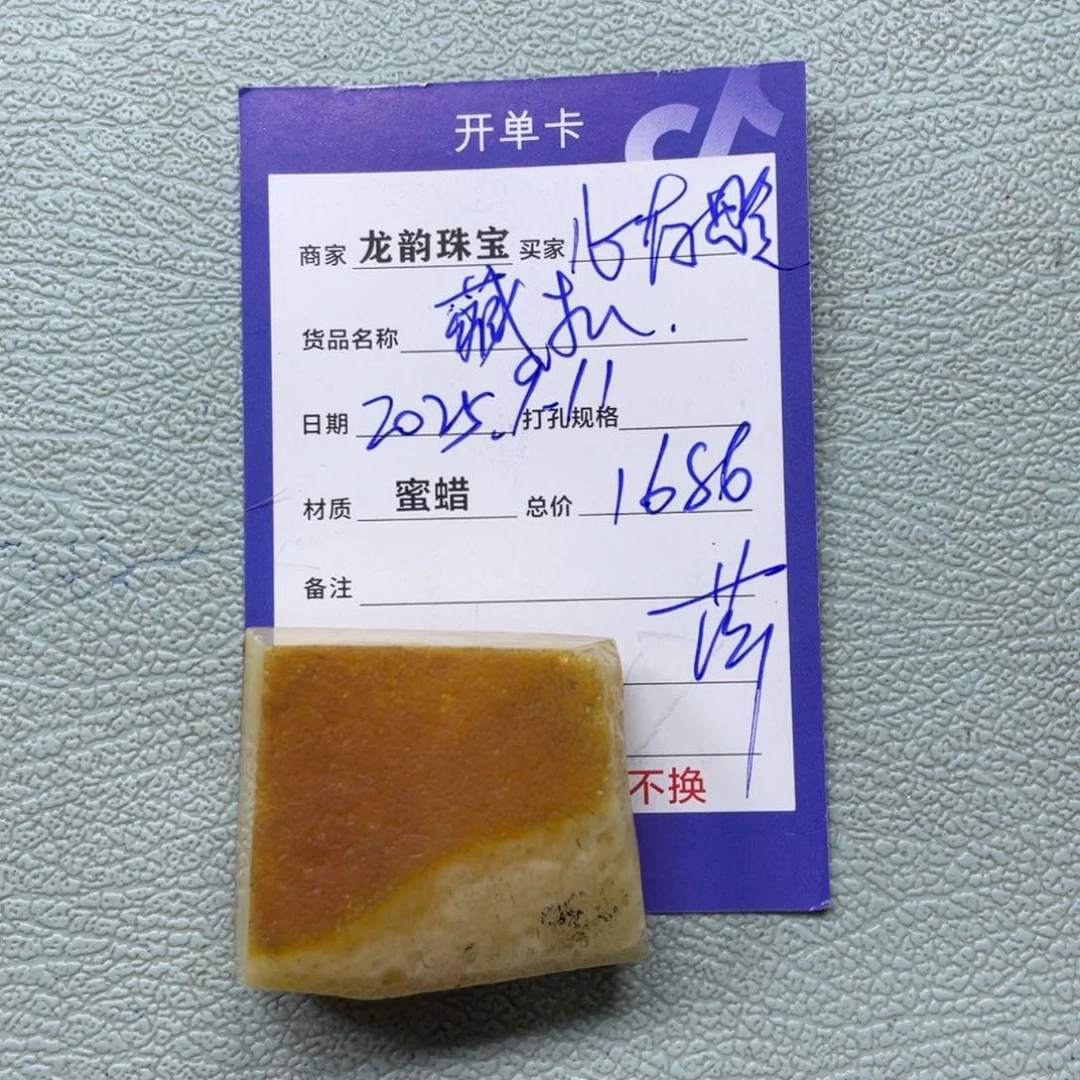 开单卡
商家 龙韵珠宝 买家
货品名称 藏
日期 2025.9.11 打孔规格
材质 蜜蜡 总价 1686
备注
不换